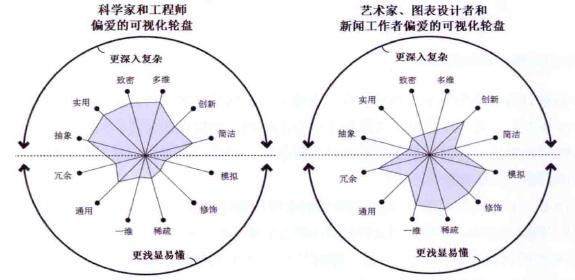 科学家和工程师
偏爱的可视化轮盘
更深入复杂
致密
多维
实用
创新
抽象
简洁
冗余
模拟
通用
修饰
一维
稀疏
更浅显易懂
艺术家、图表设计者和
新闻工作者偏爱的可视化轮盘
更深入复杂
致密
多维
实用
创新
抽象
简洁
冗余
模拟
通用
修饰
一维
稀疏
更浅显易懂